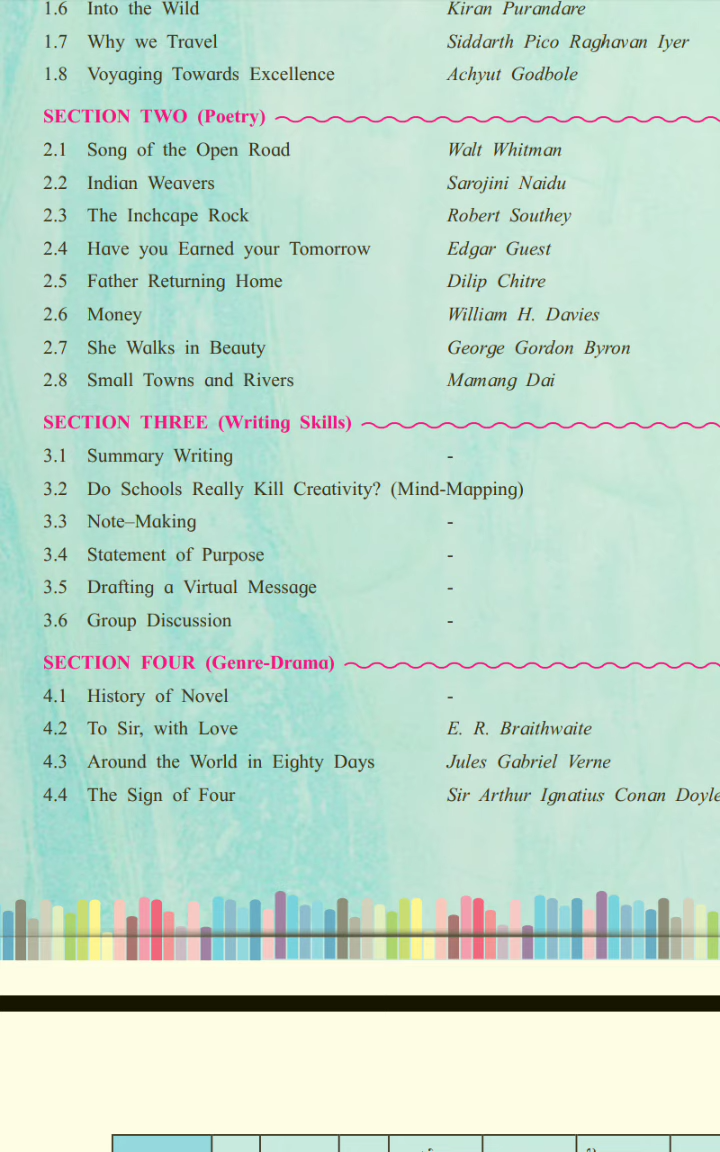 1.6 Into the Wild Kiran Purandare
1.7 Why we Travel Siddarth Pico Raghavan Iyer
1.8 Voyaging Towards Excellence Achyut Godbole
SECTION TWO (Poetry)
2.1 Song of the Open Road Walt Whitman
2.2 Indian Weavers Sarojini Naidu
2.3 The Inchcape Rock Robert Southey
2.4 Have you Earned your Tomorrow Edgar Guest
2.5 Father Returning Home Dilip Chitre
2.6 Money William H. Davies
2.7 She Walks in Beauty George Gordon Byron
2.8 Small Towns and Rivers Mamang Dai
SECTION THREE (Writing Skills)
3.1 Summary Writing -
3.2 Do Schools Really Kill Creativity? (Mind-Mapping)
3.3 Note–Making -
3.4 Statement of Purpose -
3.5 Drafting a Virtual Message -
3.6 Group Discussion -
SECTION FOUR (Genre-Drama)
4.1 History of Novel -
4.2 To Sir, with Love E. R. Braithwaite
4.3 Around the World in Eighty Days Jules Gabriel Verne
4.4 The Sign of Four Sir Arthur Ignatius Conan Doyle